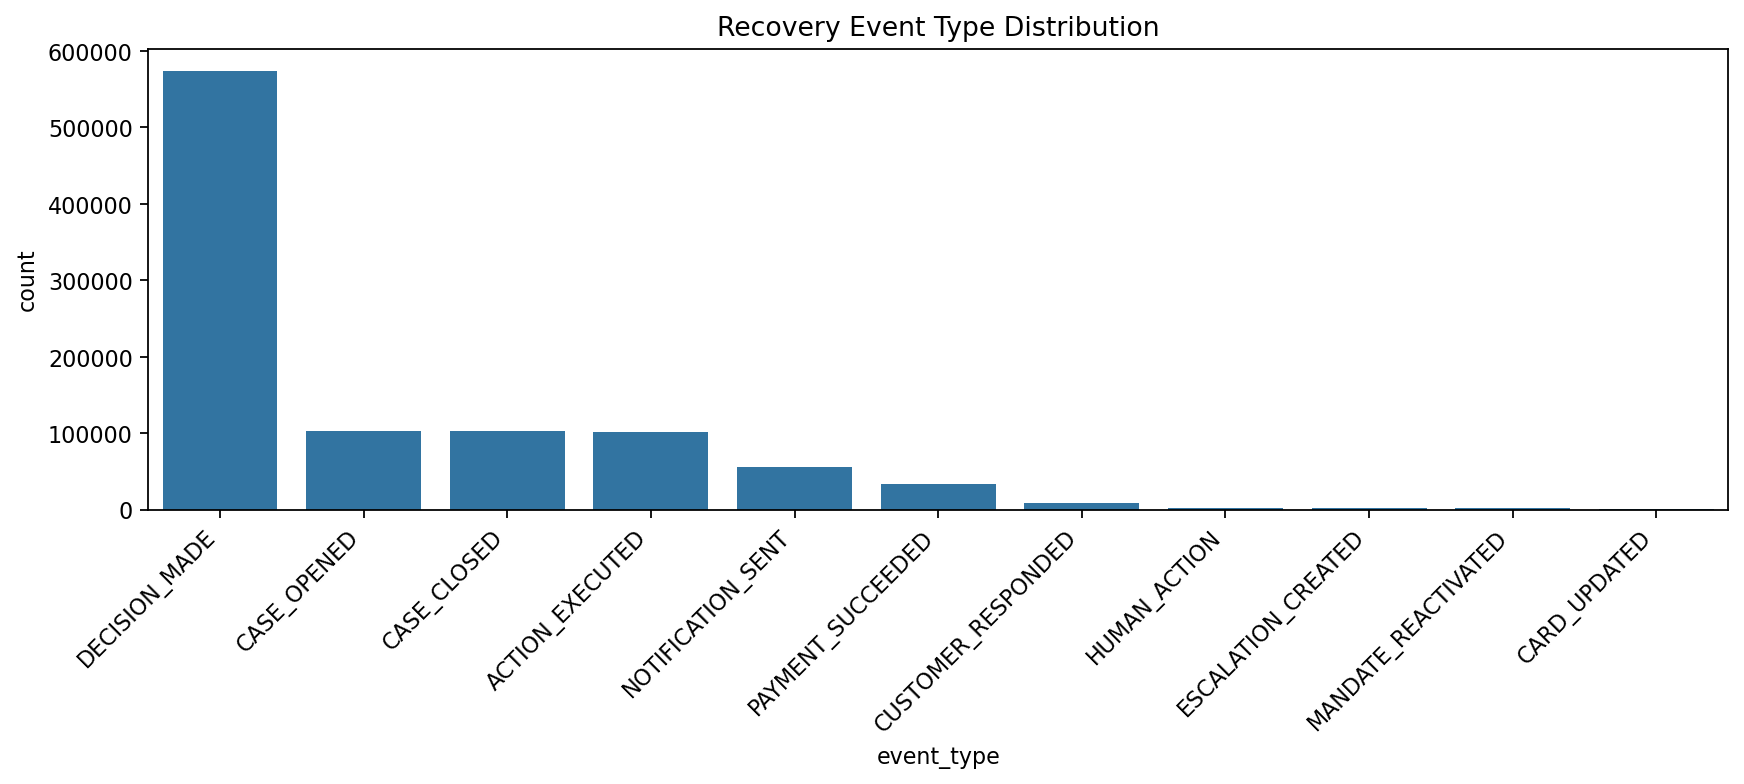 Recovery Event Type Distribution
600000
500000
400000
300000
200000
100000
0
count
DECISION_MADE
CASE_OPENED
CASE_CLOSED
ACTION_EXECUTED
NOTIFICATION_SENT
PAYMENT_SUCCEEDED
CUSTOMER_RESPONDED
HUMAN_ACTION
ESCALATION_CREATED
MANDATE_REACTIVATED
CARD_UPDATED
event_type